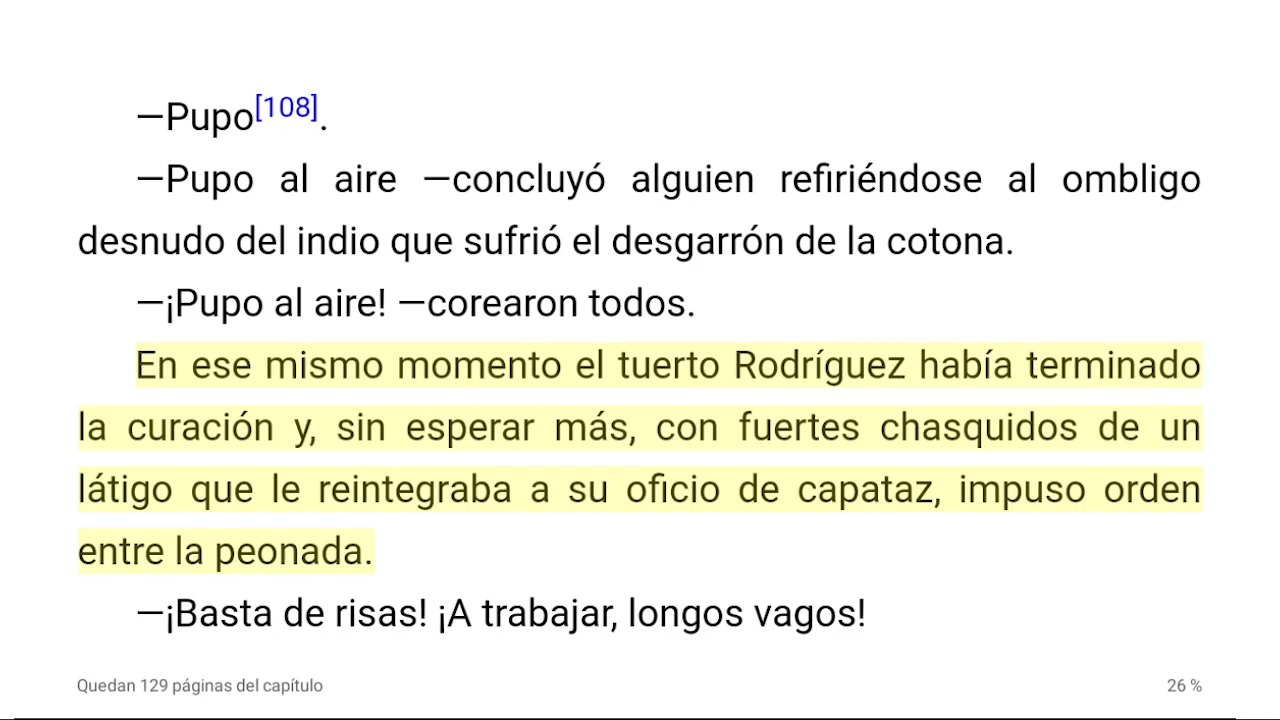 —Pupo[108].
—Pupo al aire —concluyó alguien refiriéndose al ombligo
desnudo del indio que sufrió el desgarrón de la cotona.
—¡Pupo al aire! —corearon todos.
En ese mismo momento el tuerto Rodríguez había terminado
la curación y, sin esperar más, con fuertes chasquidos de un
látigo que le reintegraba a su oficio de capataz, impuso orden
entre la peonada.
—¡Basta de risas! ¡A trabajar, longos vagos!
Quedan 129 páginas del capítulo
26 %